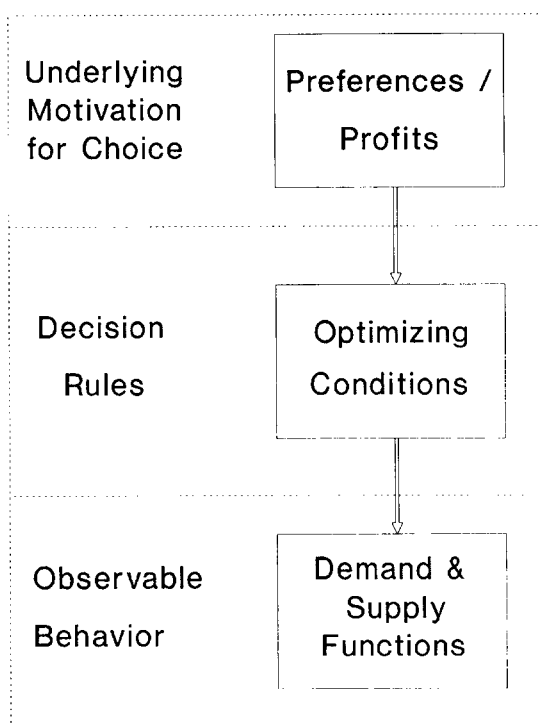 Underlying
Motivation
for Choice
Preferences /
Profits
Decision
Rules
Optimizing
Conditions
Observable
Behavior
Demand &
Supply
Functions